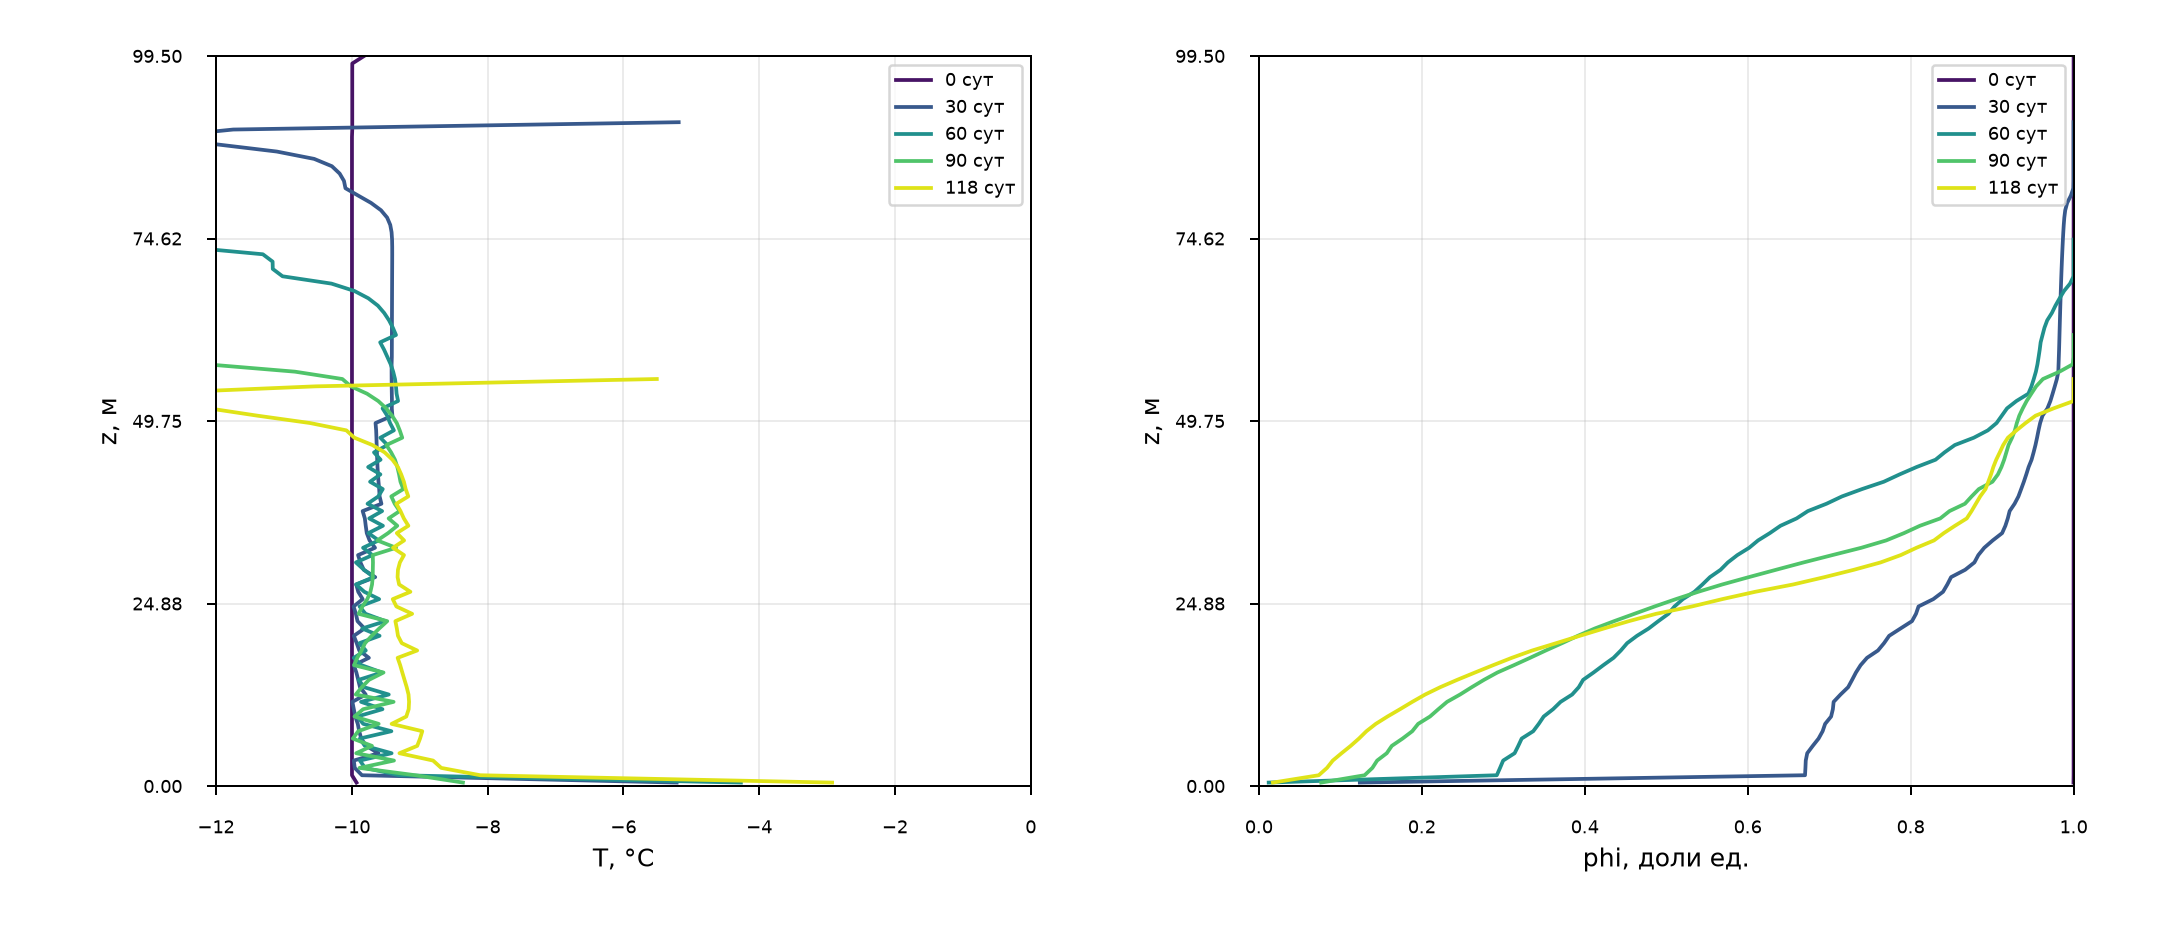 99.50
74.62
49.75
24.88
0.00
z, м
−12 −10 −8 −6 −4 −2 0
T, °C
0 сут
30 сут
60 сут
90 сут
118 сут
99.50
74.62
49.75
24.88
0.00
z, м
0.0 0.2 0.4 0.6 0.8 1.0
phi, доли ед.
0 сут
30 сут
60 сут
90 сут
118 сут